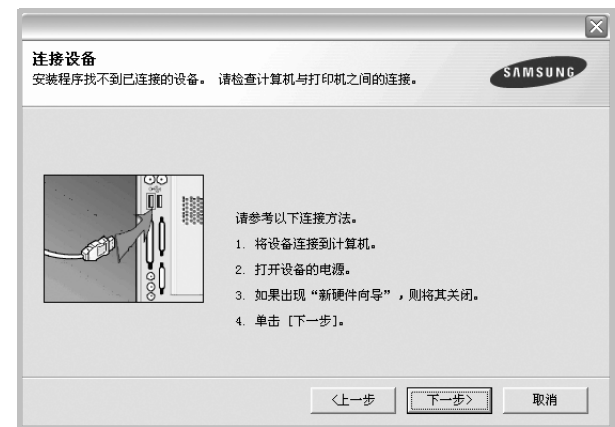 连接设备
安装程序找不到已连接的设备。 请检查计算机与打印机之间的连接。
SAMSUNG
请参考以下连接方法。
1. 将设备连接到计算机。
2. 打开设备的电源。
3. 如果出现“新硬件向导”，则将其关闭。
4. 单击 [下一步]。
<上一步 下一步> 取消